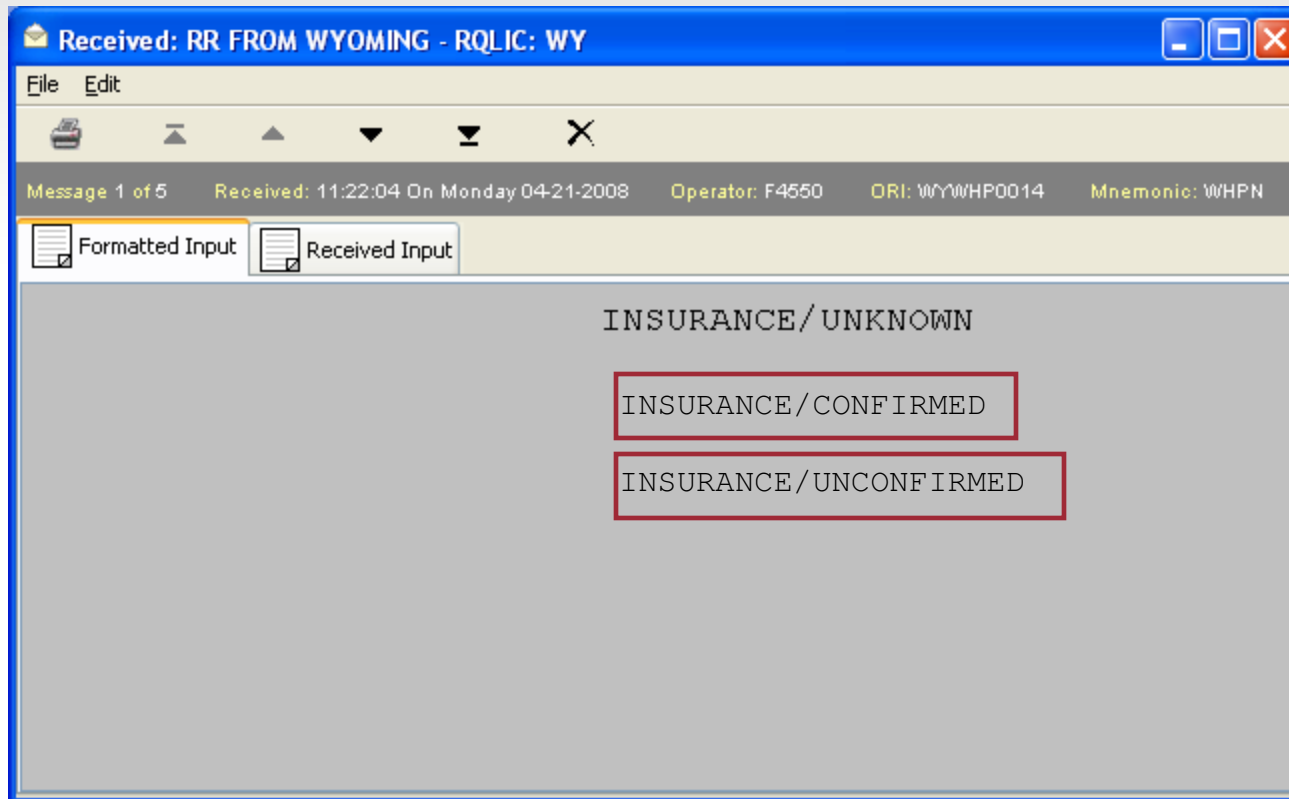 Received: RR FROM WYOMING - RQLIC: WY
File Edit
Message 1 of 5 Received: 11:22:04 On Monday 04-21-2008 Operator: F4550 ORI: WYWHP0014 Mnemonic: WHPN
Formatted Input Received Input
INSURANCE/UNKNOWN
INSURANCE/CONFIRMED
INSURANCE/UNCONFIRMED